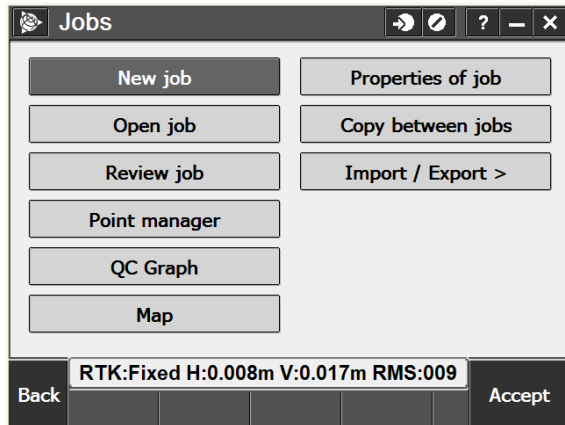 Jobs ? – ×
New job
Open job
Review job
Point manager
QC Graph
Map
Properties of job
Copy between jobs
Import / Export >
RTK:Fixed H:0.008m V:0.017m RMS:009
Back
Accept